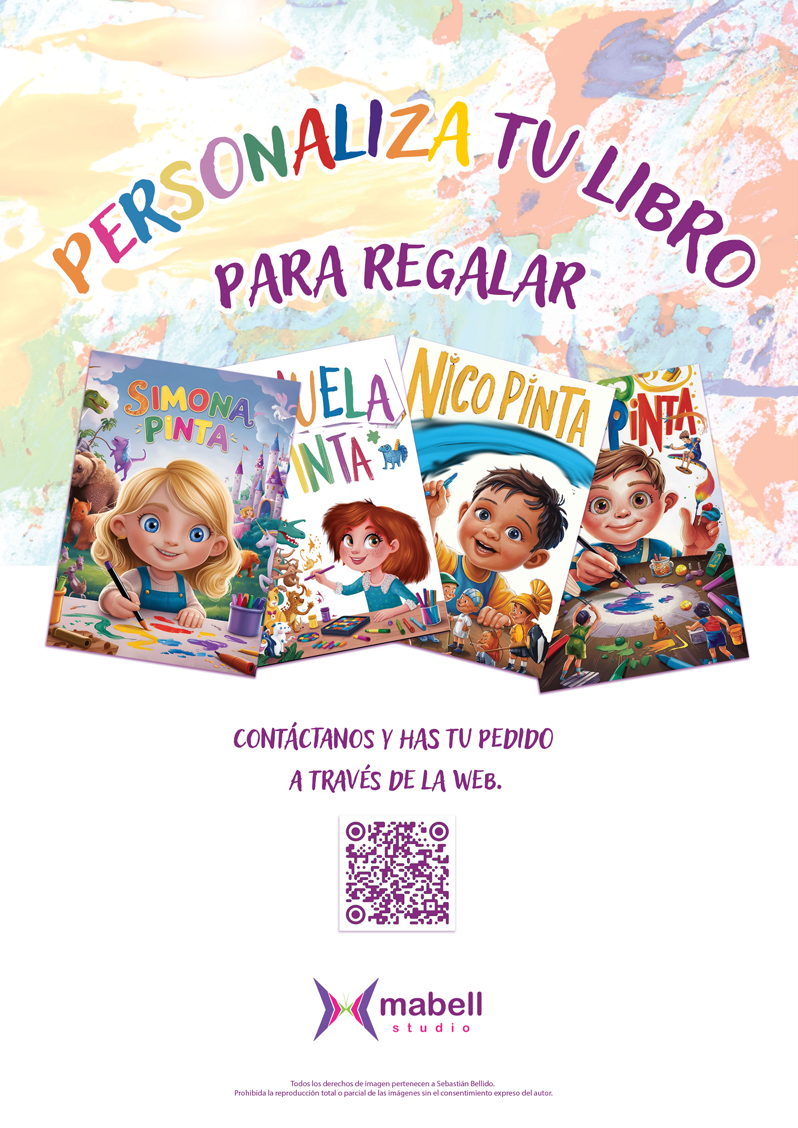 PERSONALIZA TU LIBRO
PARA REGALAR
SIMONA
PINTA
UELA
INTA
NICO PINTA
PINTA
CONTÁCTANOS Y HAS TU PEDIDO
A TRAVÉS DE LA WEB.
mabell
studio
Todos los derechos de imagen pertenecen a Sebastián Bellido.
Prohibida la reproducción total o parcial de las imágenes sin el consentimiento expreso del autor.